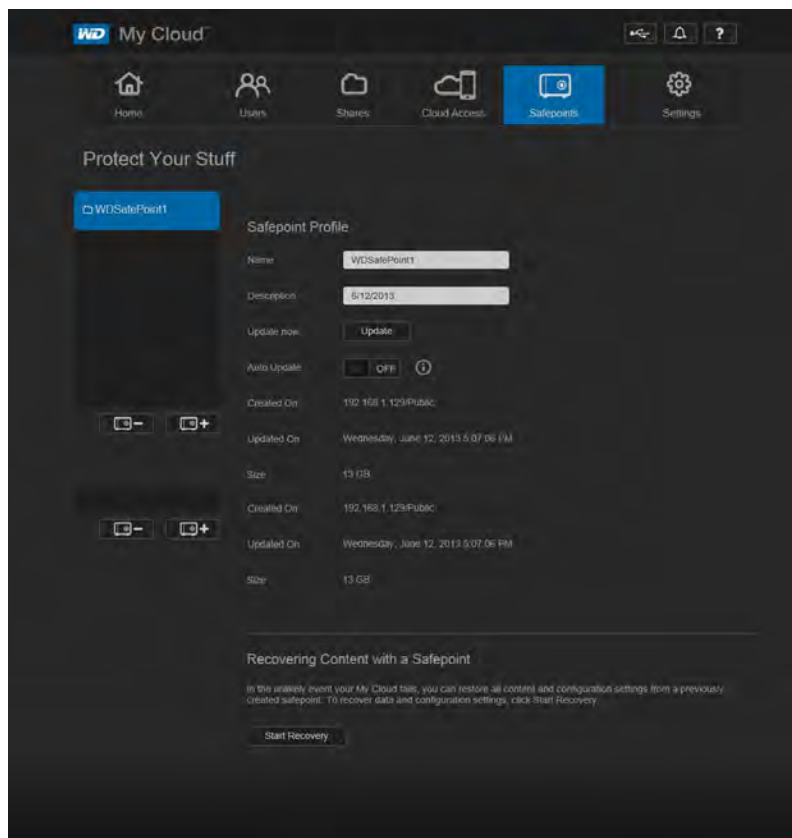 WD My Cloud™
?
Home
Users
Shares
Cloud Access
Safepoints
Settings
Protect Your Stuff
WDSafePoint1
Safepoint Profile
Name
WDSafePoint1
Description
6/12/2013
Update now
Update
Auto Update
OFF
Created On
192.168.1.129/Public
Updated On
Wednesday, June 12, 2013 5:07:06 PM
Size
13 GB
Created On
192.168.1.129/Public
Updated On
Wednesday, June 12, 2013 5:07:06 PM
Size
13 GB
Recovering Content with a Safepoint
In the unlikely event your My Cloud fails, you can restore all content and configuration settings from a previously
created safepoint. To recover data and configuration settings, click Start Recovery.
Start Recovery